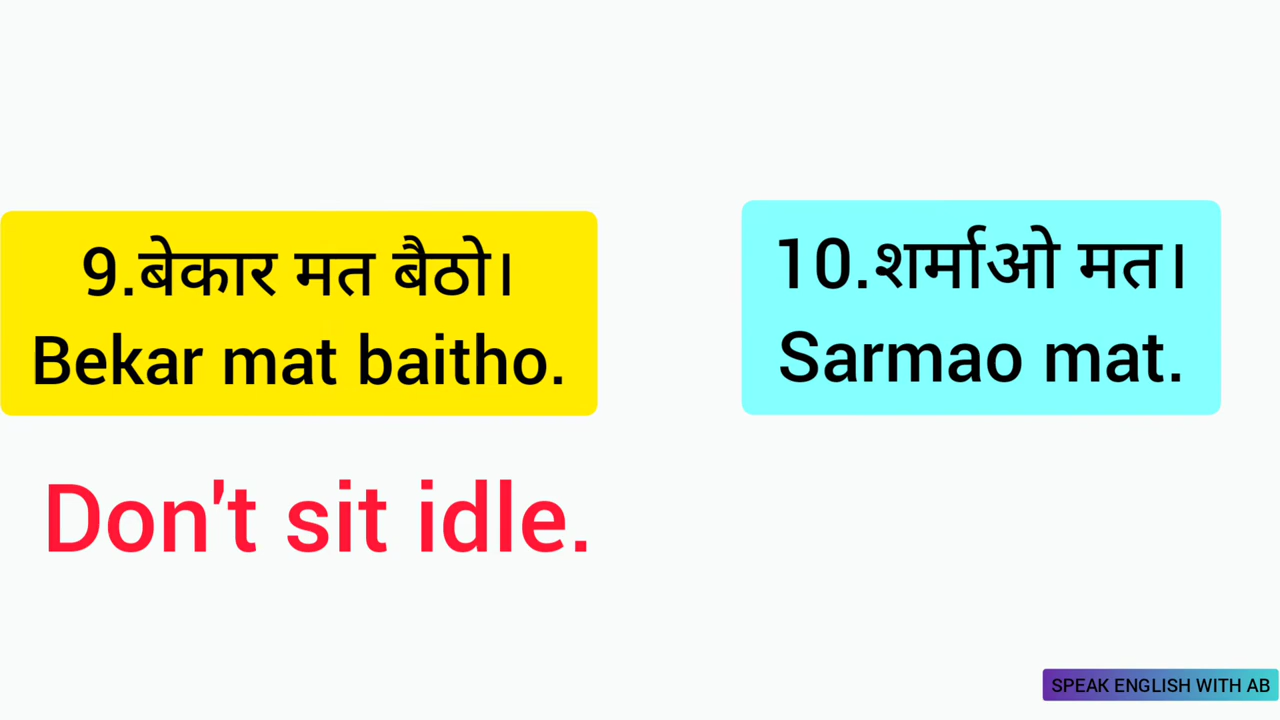 9.बेकार मत बैठो।
Bekar mat baitho.
Don't sit idle.
10.शर्माओ मत।
Sarmao mat.
SPEAK ENGLISH WITH AB